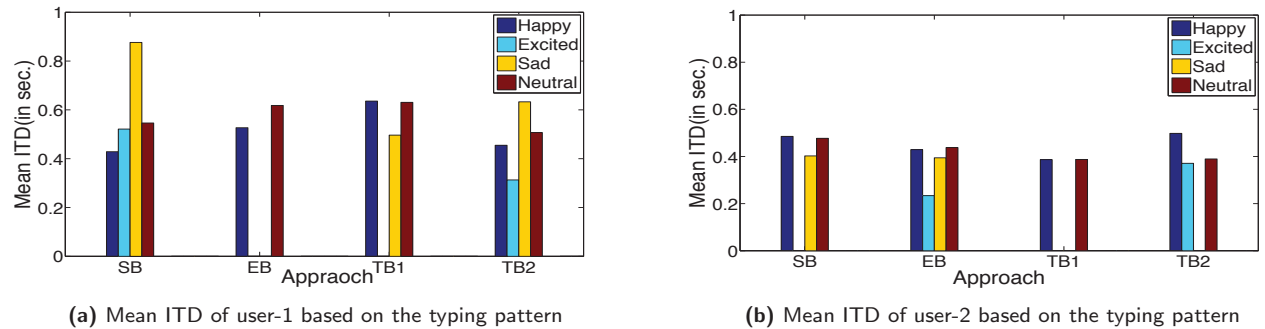 1
0.8
0.6
0.4
0.2
0
Mean ITD(in sec.)
Happy
Excited
Sad
Neutral
SB EB TB1 TB2
Appraoch
(a) Mean ITD of user-1 based on the typing pattern
1
0.8
0.6
0.4
0.2
0
Mean ITD(in sec.)
Happy
Excited
Sad
Neutral
SB EB TB1 TB2
Approach
(b) Mean ITD of user-2 based on the typing pattern